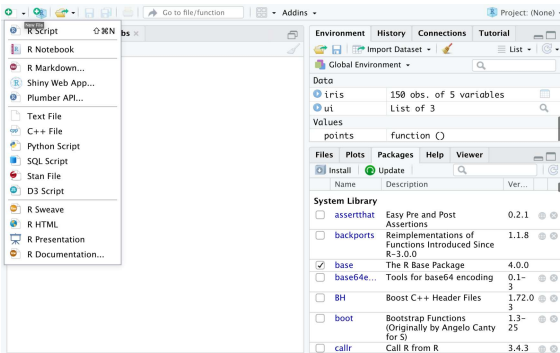 Go to file/function
Addins
Project: (None)
New File
R Script ⇧⌘N
bs ×
R Notebook
R Markdown...
Shiny Web App...
Plumber API...
Text File
C++ File
Python Script
SQL Script
Stan File
D3 Script
R Sweave
R HTML
R Presentation
R Documentation...
Environment History Connections Tutorial
Import Dataset List
Global Environment
Data
iris 150 obs. of 5 variables
ui List of 3
Values
points function ()
Files Plots Packages Help Viewer
Install Update
Name Description Ver...
System Library
assertthat Easy Pre and Post 0.2.1
Assertions
backports Reimplementations of 1.1.8
Functions Introduced Since
R-3.0.0
base The R Base Package 4.0.0
base64e... Tools for base64 encoding 0.1-
3
BH Boost C++ Header Files 1.72.0
3
boot Bootstrap Functions 1.3-
(Originally by Angelo Canty 25
for S)
callr Call R from R 3.4.3